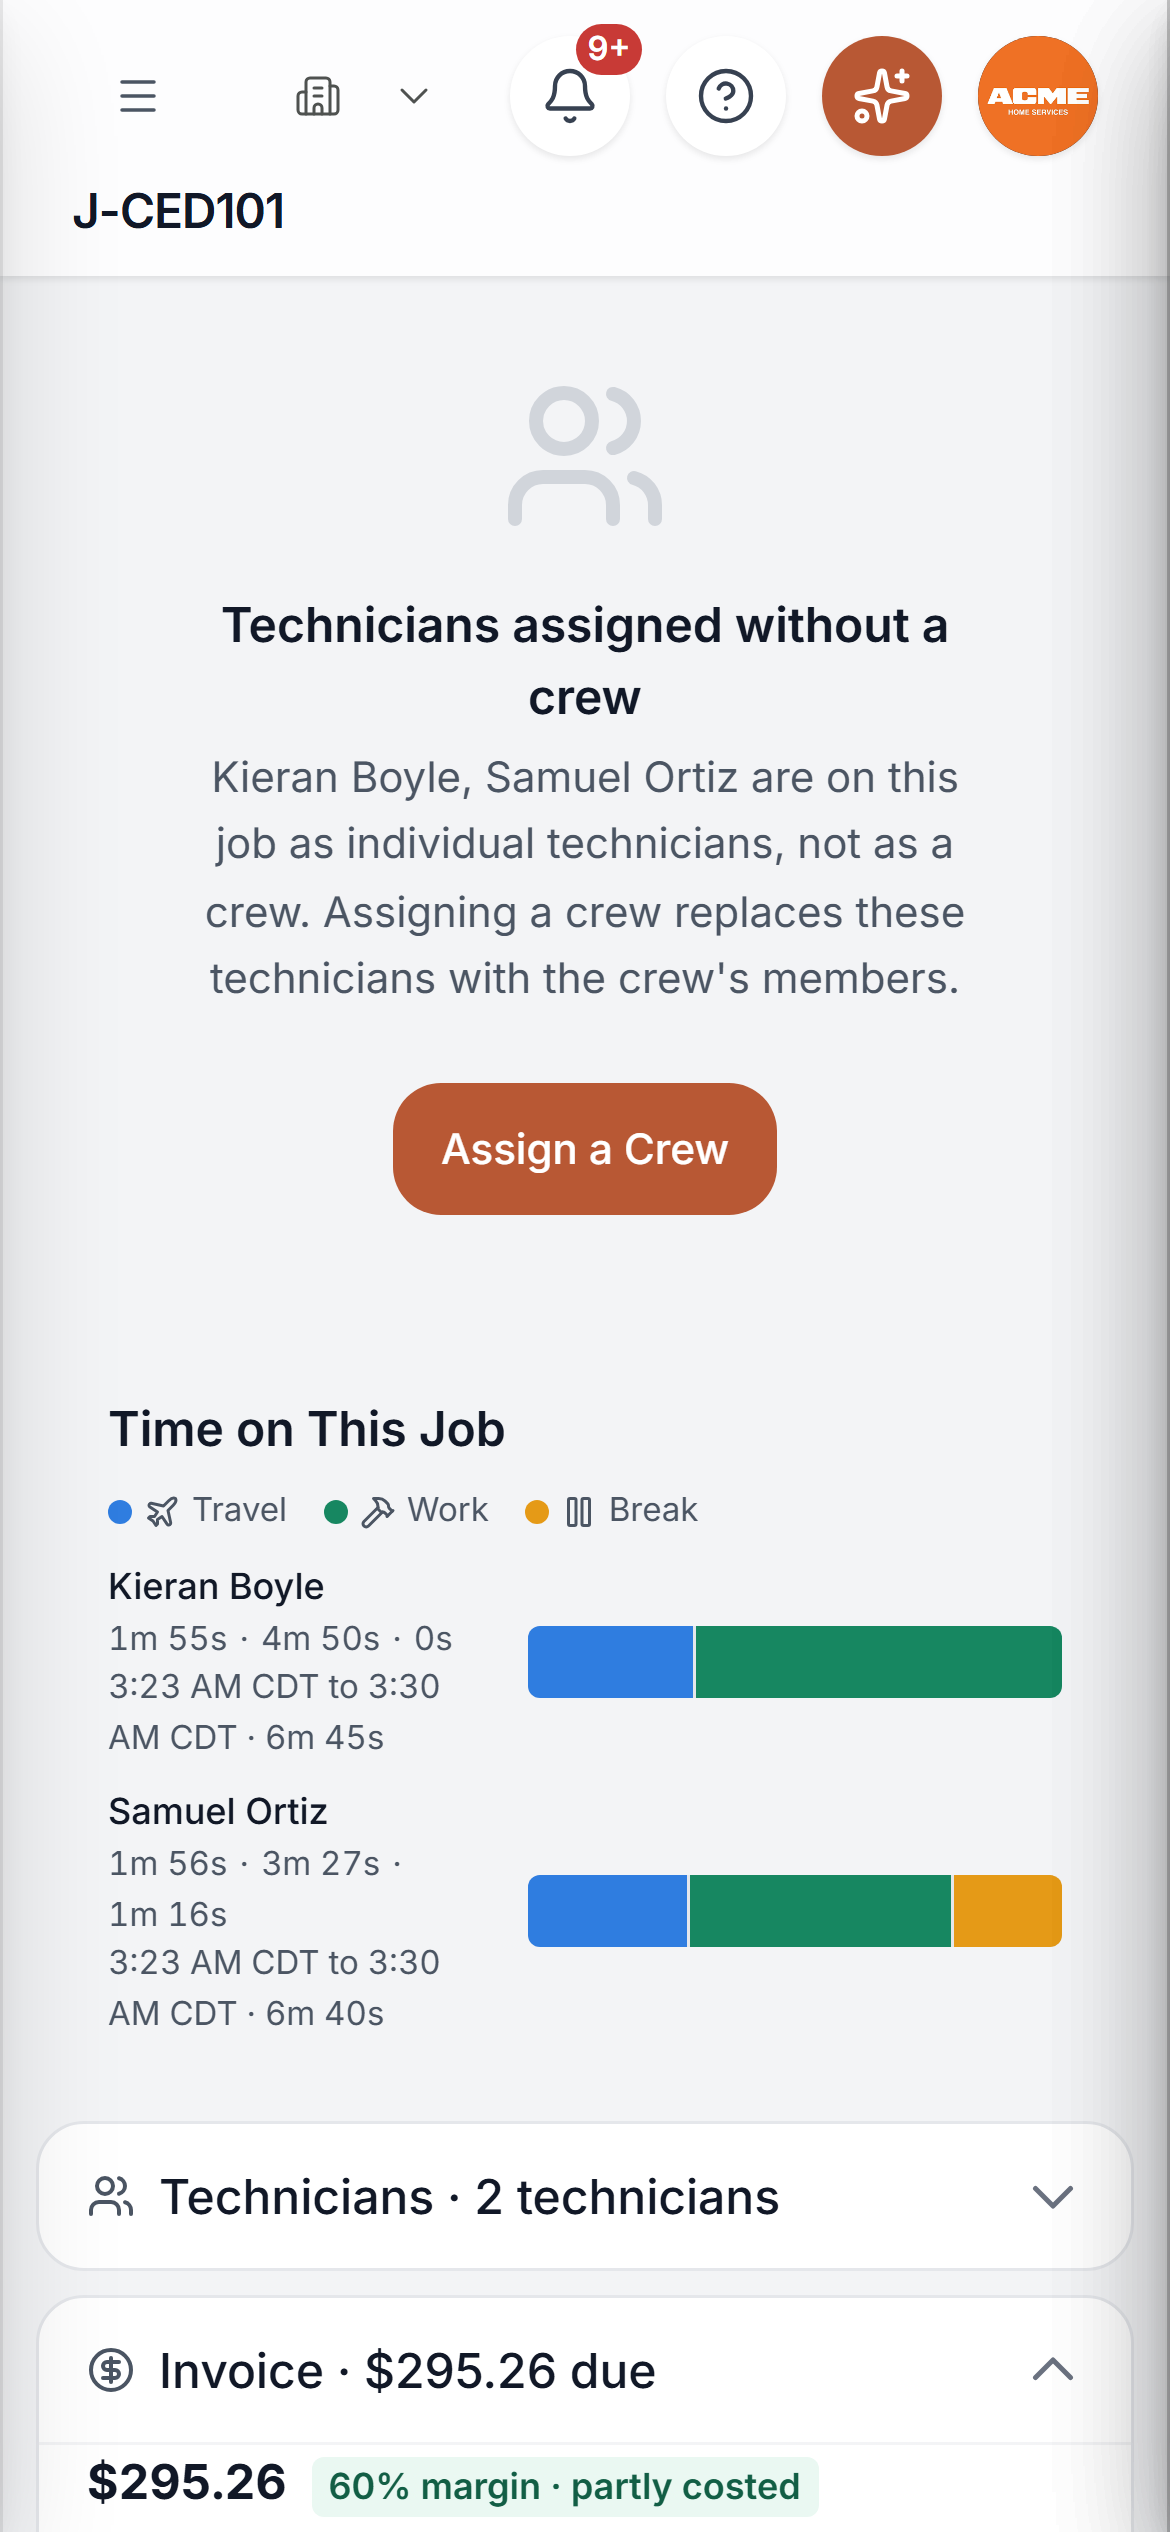 9+
ACME
HOME SERVICES
J-CED101
Technicians assigned without a
crew
Kieran Boyle, Samuel Ortiz are on this
job as individual technicians, not as a
crew. Assigning a crew replaces these
technicians with the crew's members.
Assign a Crew
Time on This Job
Travel Work Break
Kieran Boyle
1m 55s · 4m 50s · 0s
3:23 AM CDT to 3:30
AM CDT · 6m 45s
Samuel Ortiz
1m 56s · 3m 27s ·
1m 16s
3:23 AM CDT to 3:30
AM CDT · 6m 40s
Technicians · 2 technicians
Invoice · $295.26 due
$295.26 60% margin · partly costed